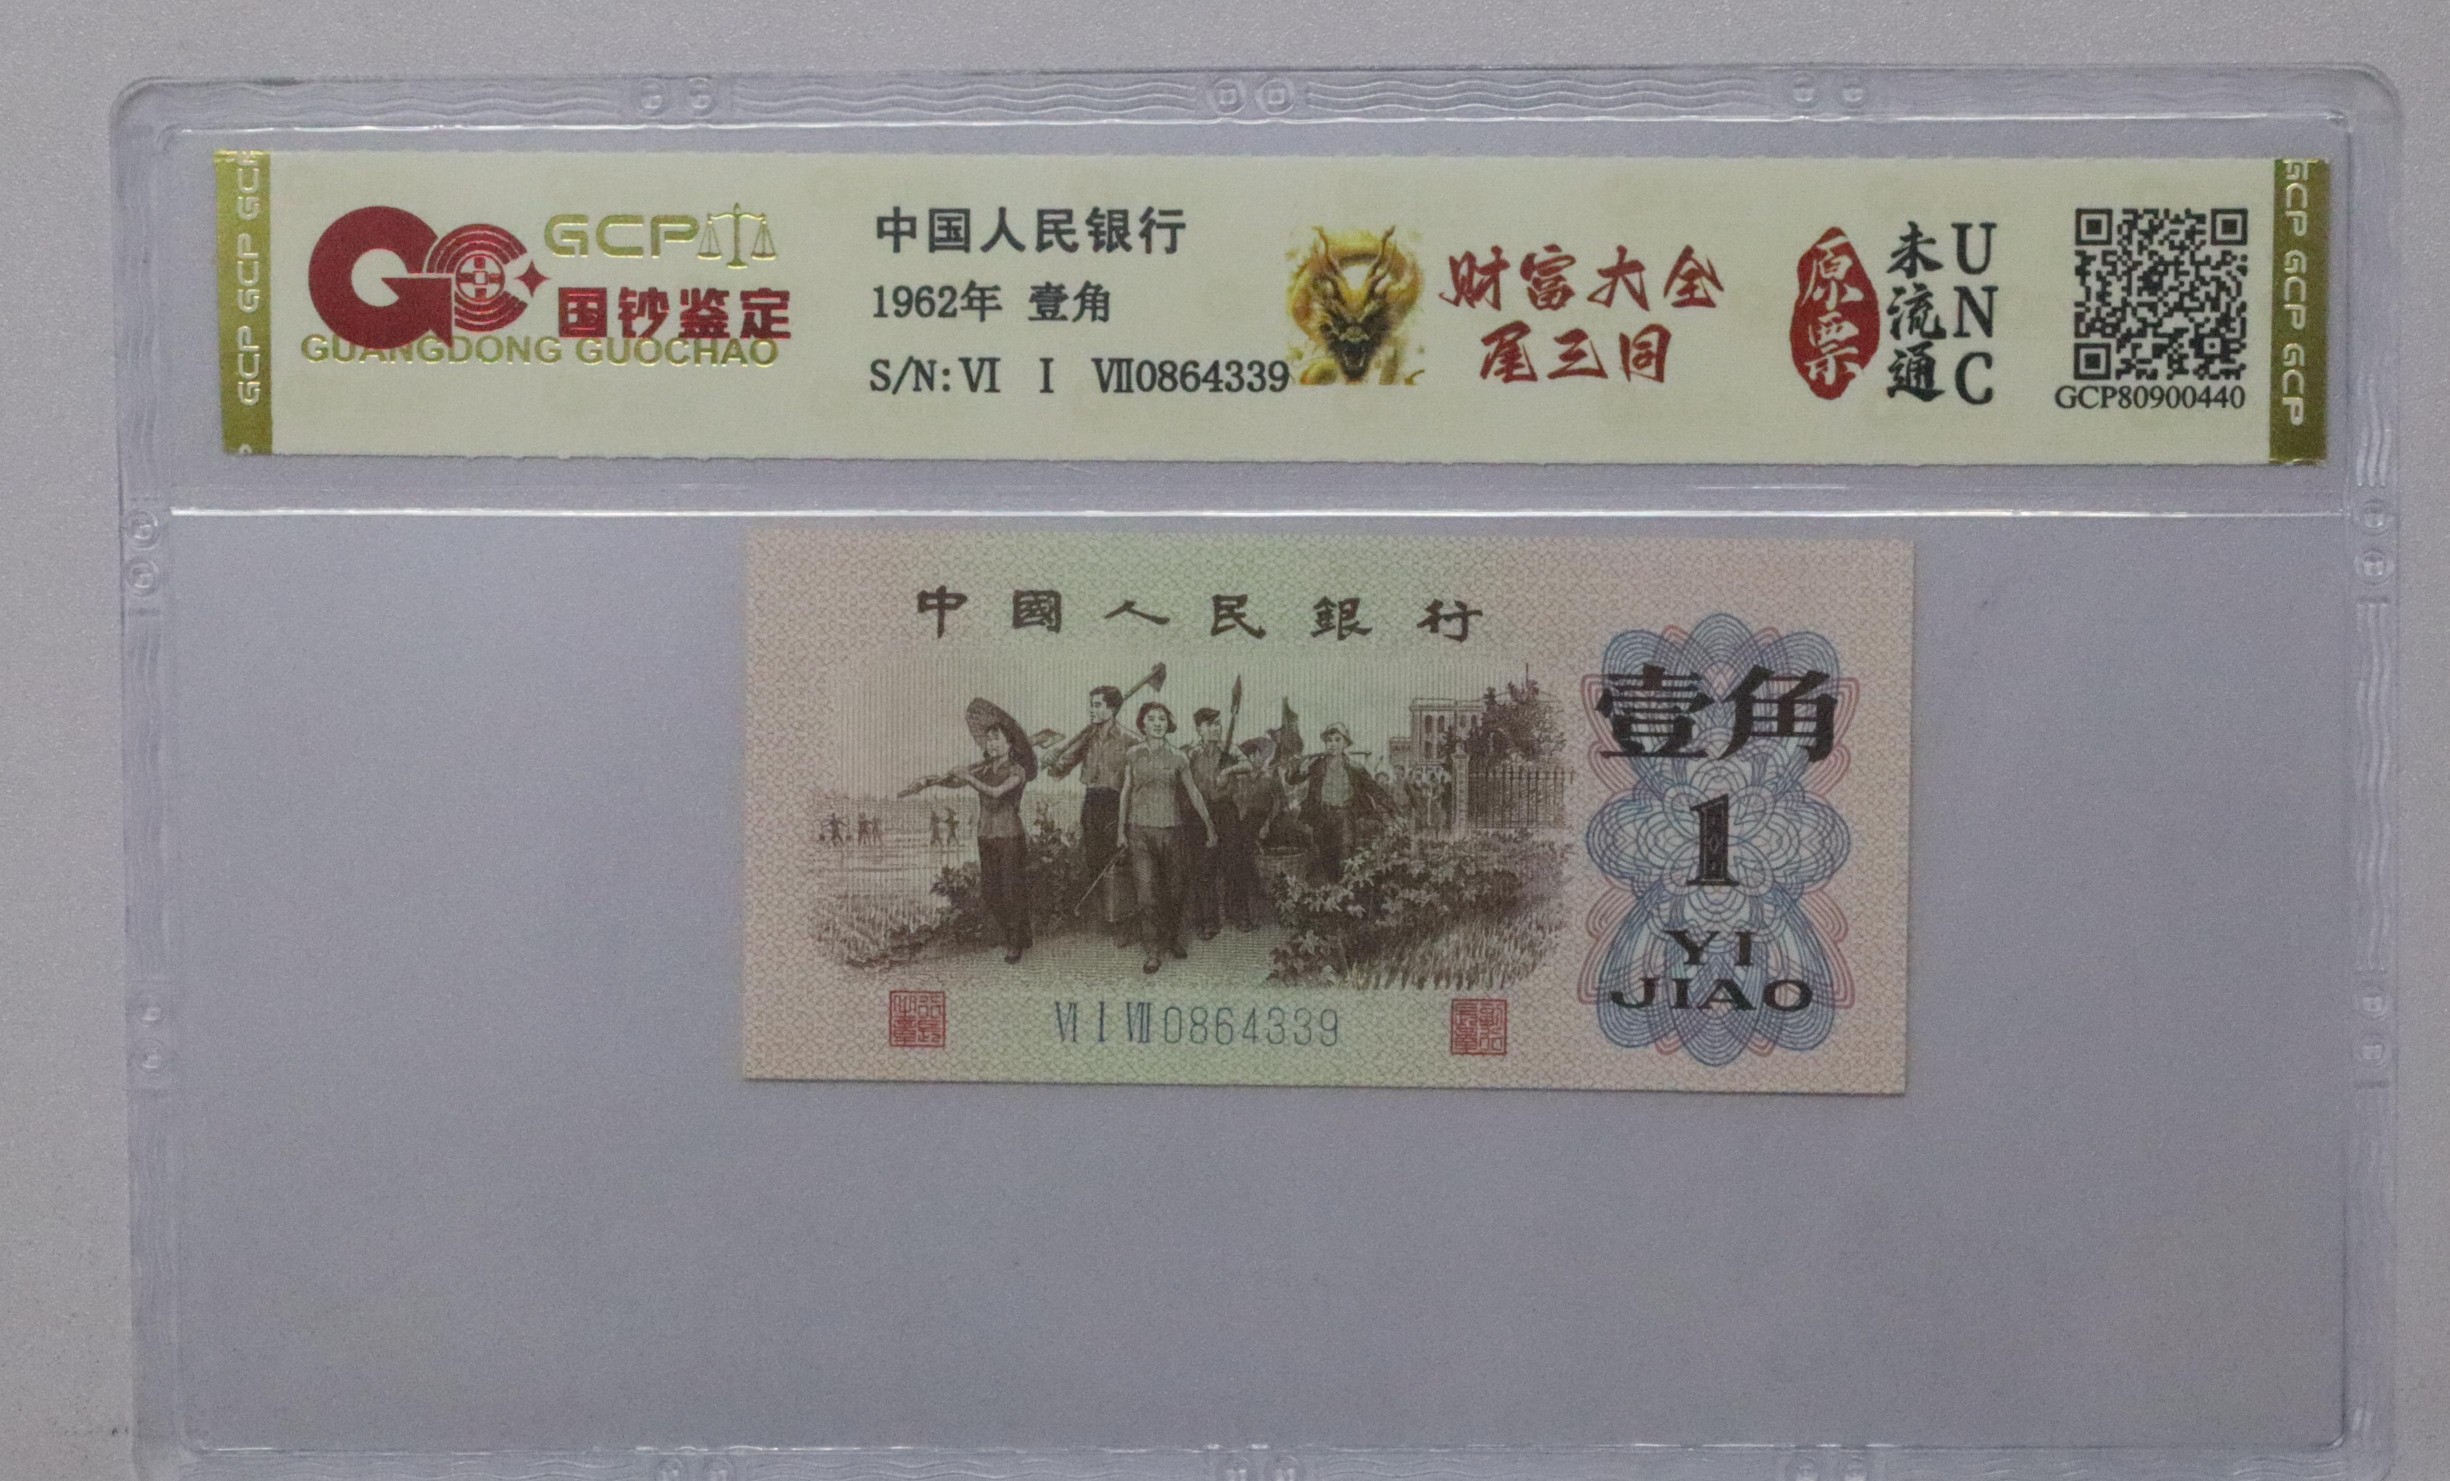 GCP GCP GCP
GCP
国钞鉴定
GUANGDONG GUOCHAO
中国人民银行
1962年 壹角
S/N: Ⅵ Ⅰ Ⅶ0864339
财富大全
尾三同
原票
未流通
UNC
GCP80900440
GCP GCP GCP
中國人民銀行
壹角
1
YI
JIAO
Ⅵ Ⅰ Ⅶ 0864339